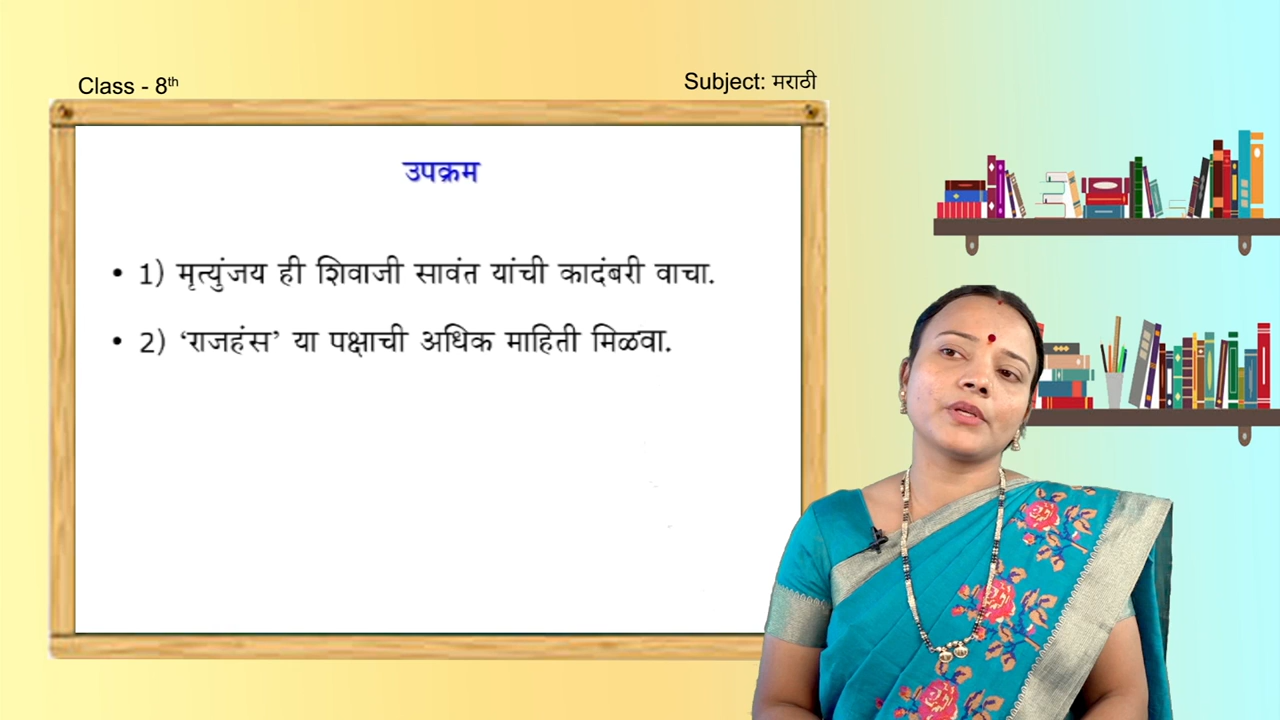 Class - 8th
Subject: मराठी
उपक्रम
• 1) मृत्युंजय ही शिवाजी सावंत यांची कादंबरी वाचा.
• 2) ‘राजहंस’ या पक्षाची अधिक माहिती मिळवा.